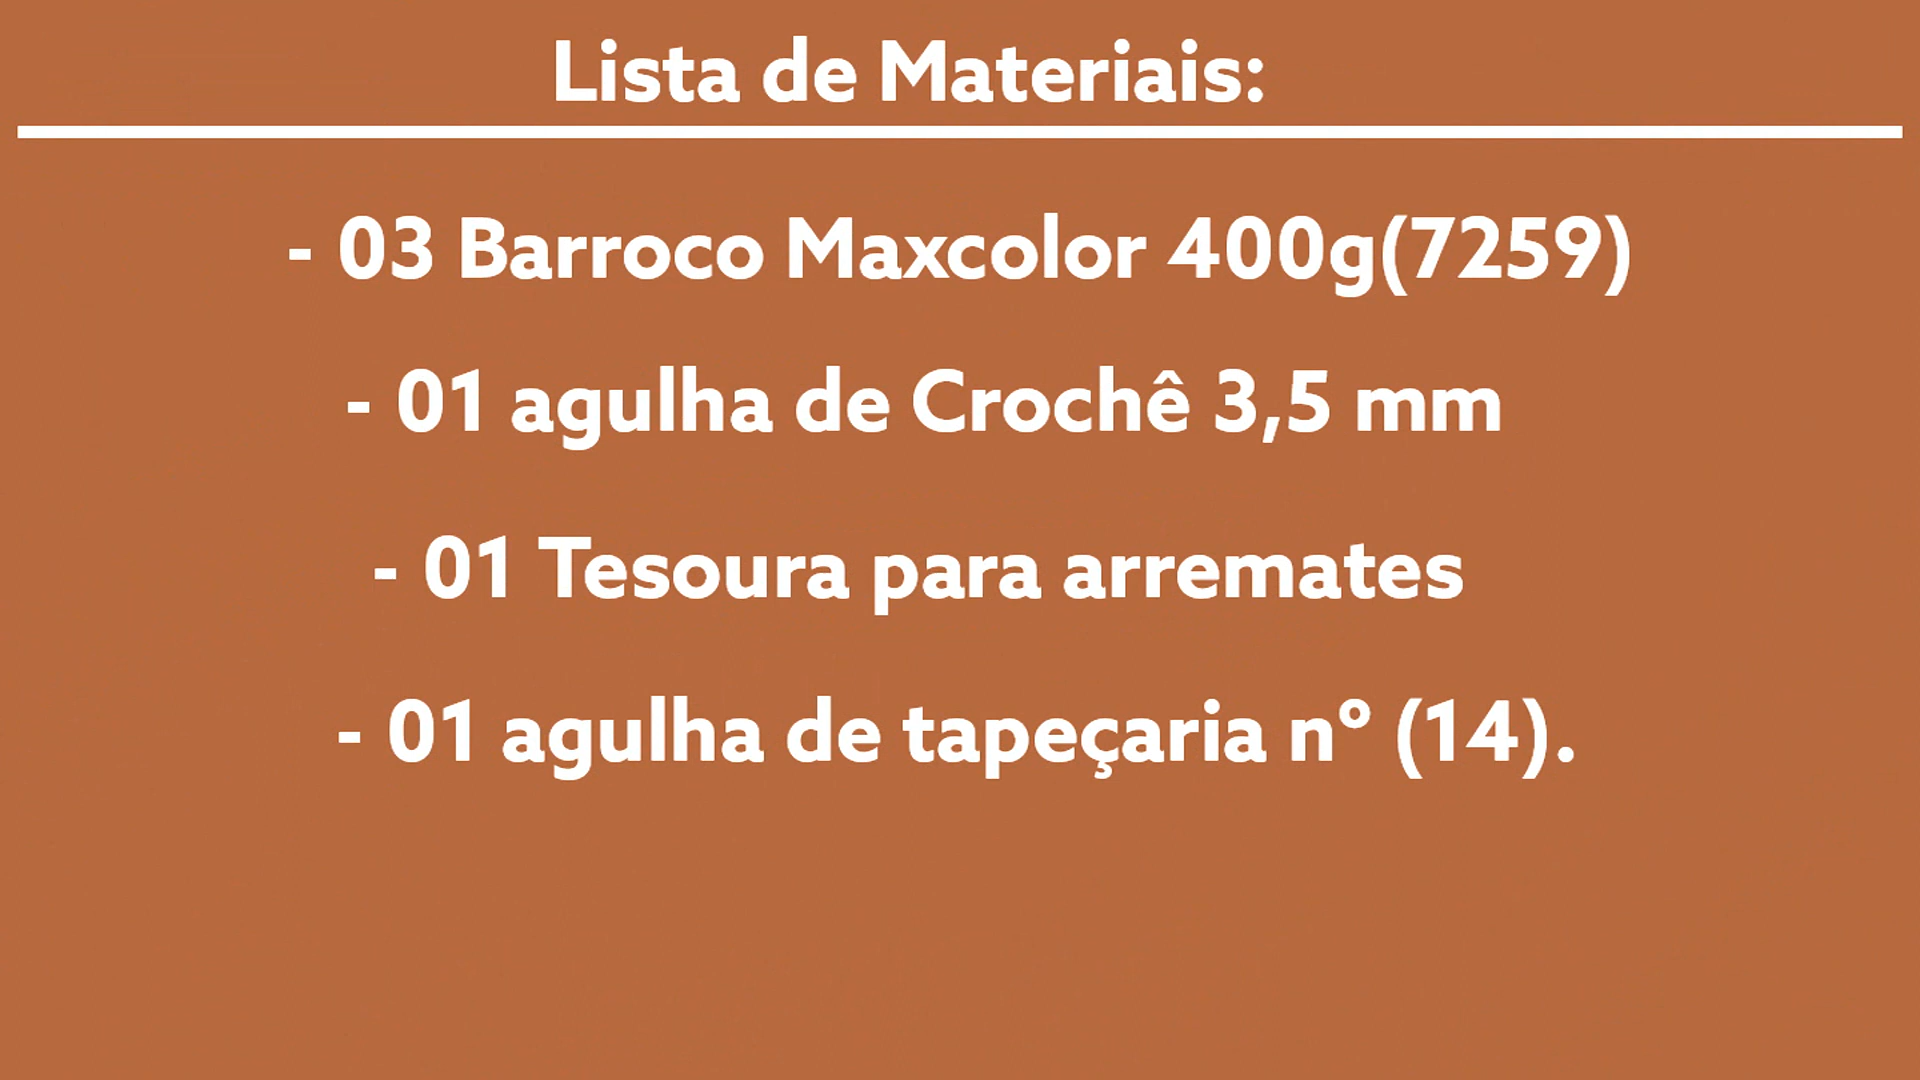 Lista de Materiais:
- 03 Barroco Maxcolor 400g(7259)
- 01 agulha de Crochê 3,5 mm
- 01 Tesoura para arremates
- 01 agulha de tapeçaria nº (14).